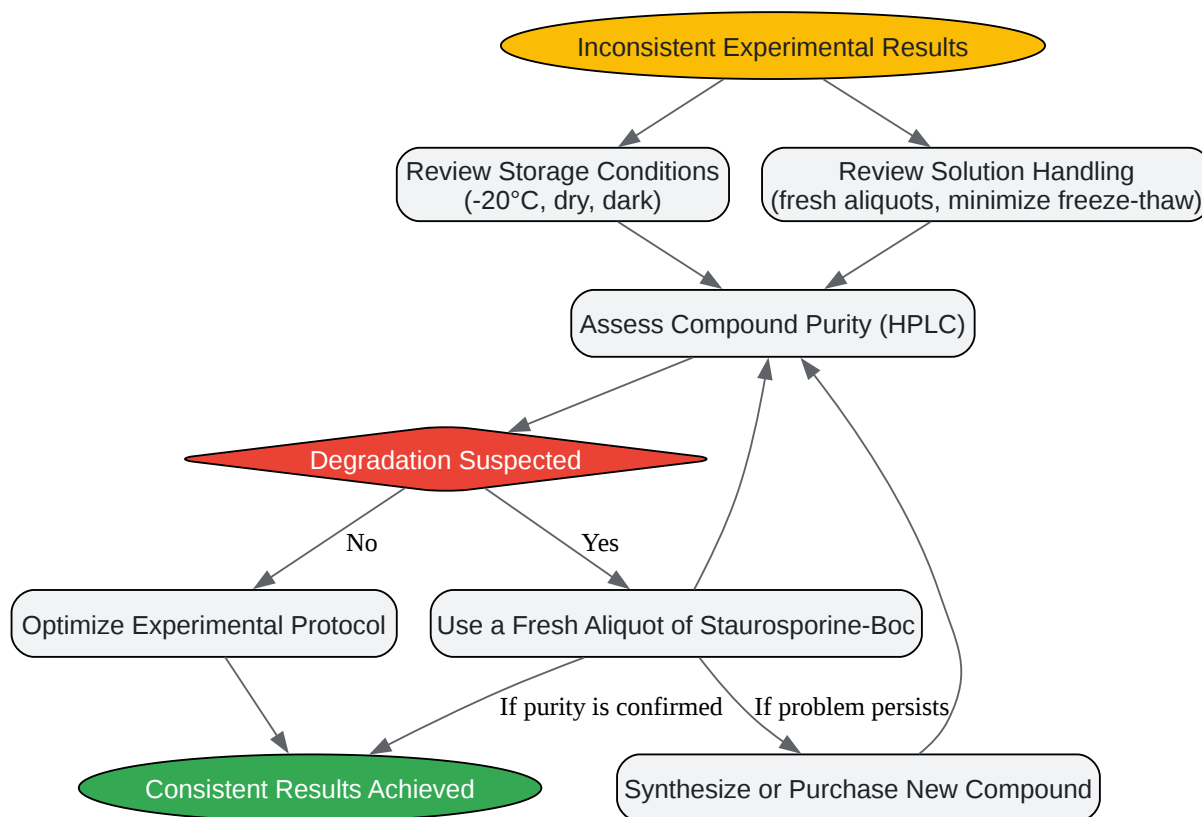 Inconsistent Experimental Results
Review Storage Conditions
(-20°C, dry, dark)
Review Solution Handling
(fresh aliquots, minimize freeze-thaw)
Assess Compound Purity (HPLC)
Degradation Suspected
No
Yes
Optimize Experimental Protocol
Use a Fresh Aliquot of Staurosporine-Boc
If purity is confirmed
If problem persists
Consistent Results Achieved
Synthesize or Purchase New Compound